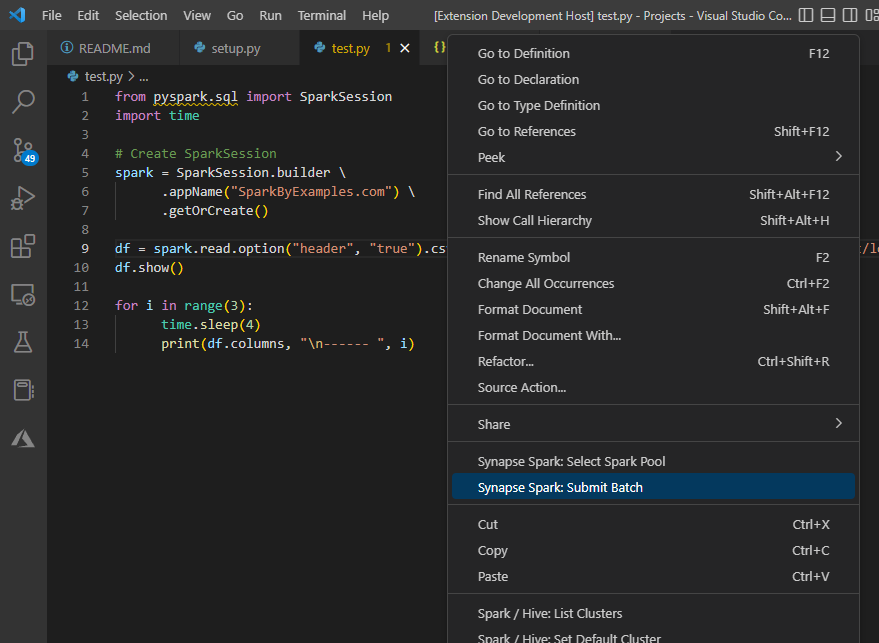 File Edit Selection View Go Run Terminal Help [Extension Development Host] test.py - Projects - Visual Studio Co...
README.md setup.py test.py 1 {}
test.py > ...
1 from pyspark.sql import SparkSession
2 import time
3
4 # Create SparkSession
5 spark = SparkSession.builder \
6 .appName("SparkByExamples.com") \
7 .getOrCreate()
8
9 df = spark.read.option("header", "true").cs
10 df.show()
11
12 for i in range(3):
13 time.sleep(4)
14 print(df.columns, "\n------ ", i)
49
Go to Definition F12
Go to Declaration
Go to Type Definition
Go to References Shift+F12
Peek
Find All References Shift+Alt+F12
Show Call Hierarchy Shift+Alt+H
Rename Symbol F2
Change All Occurrences Ctrl+F2
Format Document Shift+Alt+F
Format Document With...
Refactor... Ctrl+Shift+R
Source Action...
Share
Synapse Spark: Select Spark Pool
Synapse Spark: Submit Batch
Cut Ctrl+X
Copy Ctrl+C
Paste Ctrl+V
Spark / Hive: List Clusters
Spark / Hive: Set Default Cluster